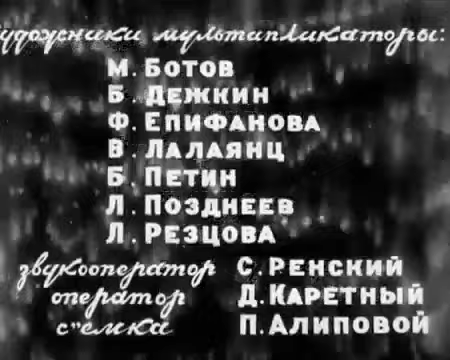 удожники мультипликаторы:
М. БОТОВ
Б. ДЕЖКИН
Ф. ЕПИФАНОВА
В. ЛАЛАЯНЦ
Б. ПЕТИН
Л. ПОЗДНЕЕВ
Л. РЕЗЦОВА
звукооператор С. РЕНСКИЙ
оператор Д. КАРЕТНЫЙ
с"емка П. АЛИПОВОЙ